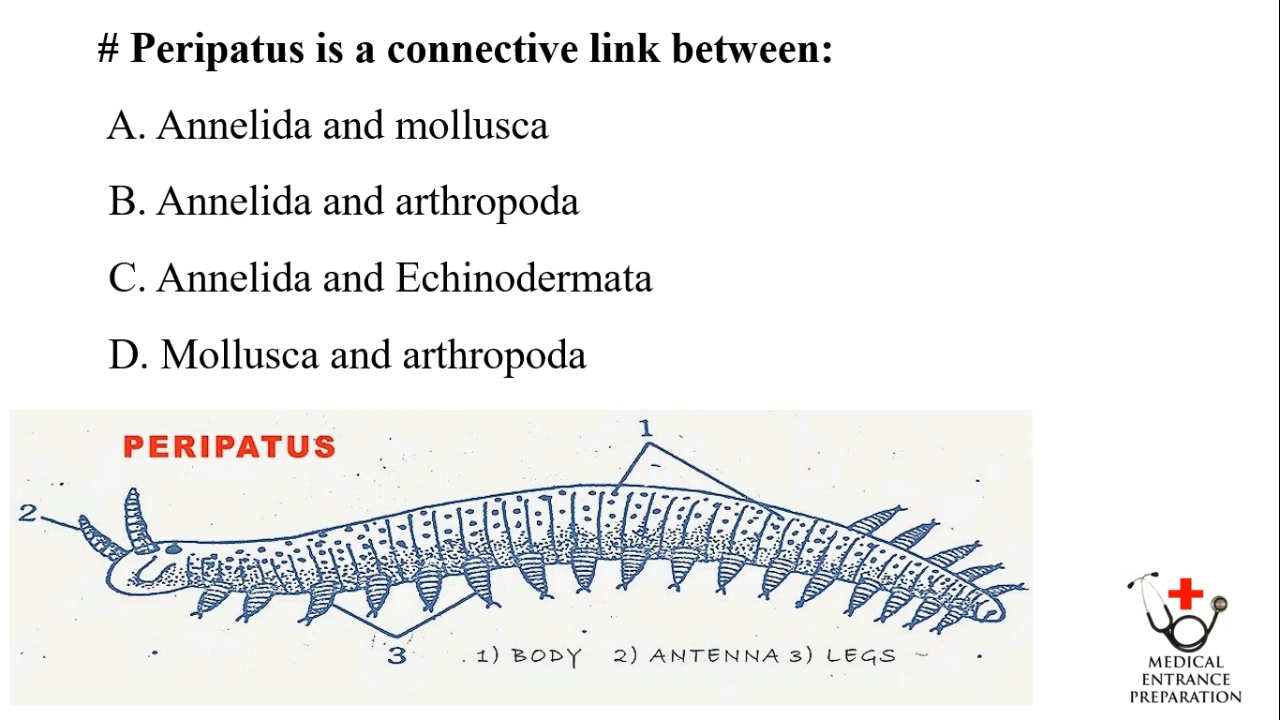 # Peripatus is a connective link between:
A. Annelida and mollusca
B. Annelida and arthropoda
C. Annelida and Echinodermata
D. Mollusca and arthropoda
PERIPATUS
1
2
3
1) BODY 2) ANTENNA 3) LEGS
MEDICAL
ENTRANCE
PREPARATION